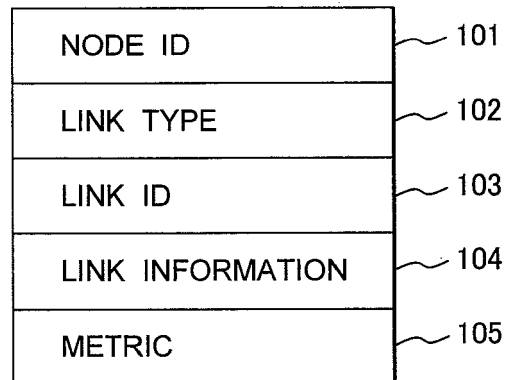 NODE ID 101
LINK TYPE 102
LINK ID 103
LINK INFORMATION 104
METRIC 105